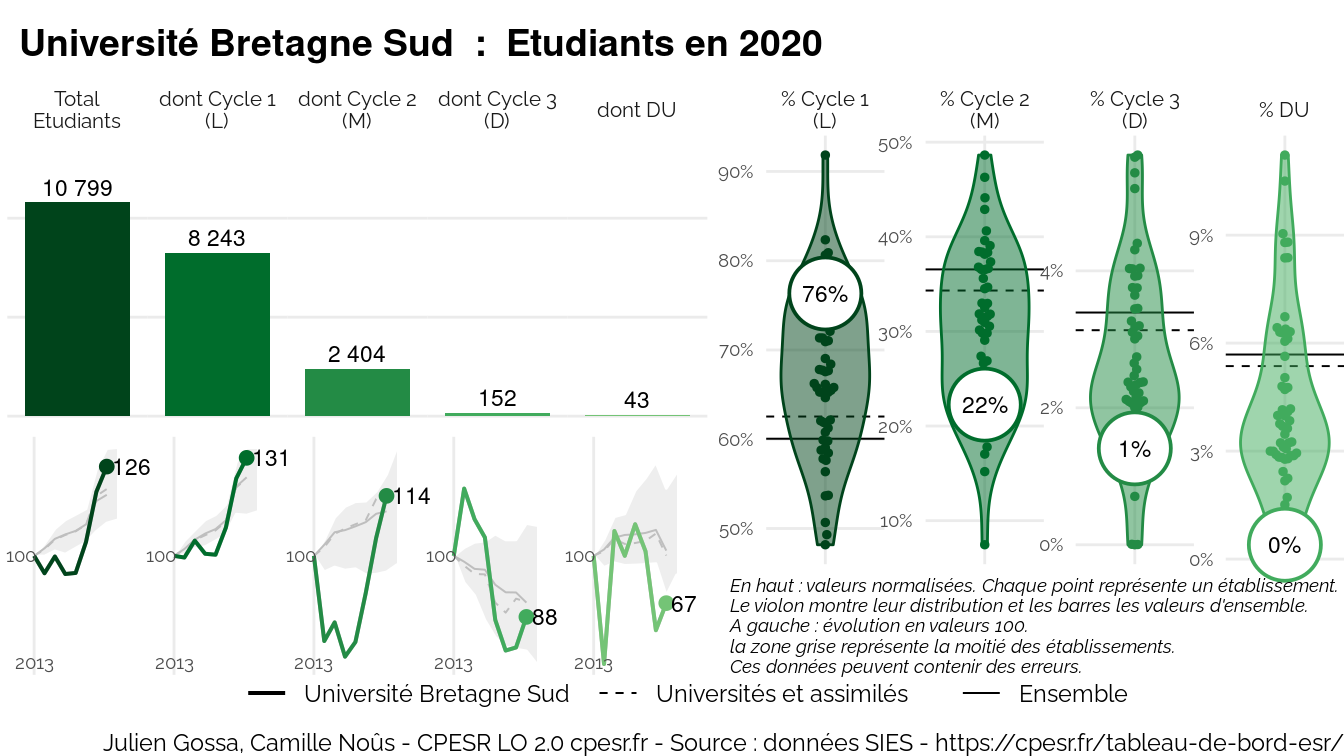 Université Bretagne Sud : Etudiants en 2020
Total
Etudiants
dont Cycle 1
(L)
dont Cycle 2
(M)
dont Cycle 3
(D)
dont DU
% Cycle 1
(L)
% Cycle 2
(M)
% Cycle 3
(D)
% DU
10 799
8 243
2 404
152
43
90%
80%
70%
60%
50%
76%
50%
40%
30%
20%
10%
22%
4%
2%
0%
1%
9%
6%
3%
0%
0%
126
100
2013
131
100
2013
114
100
2013
88
100
2013
67
100
2013
En haut : valeurs normalisées. Chaque point représente un établissement.
Le violon montre leur distribution et les barres les valeurs d'ensemble.
A gauche : évolution en valeurs 100.
la zone grise représente la moitié des établissements.
Ces données peuvent contenir des erreurs.
Université Bretagne Sud
Universités et assimilés
Ensemble
Julien Gossa, Camille Noûs - CPESR LO 2.0 cpesr.fr - Source : données SIES - https://cpesr.fr/tableau-de-bord-esr/